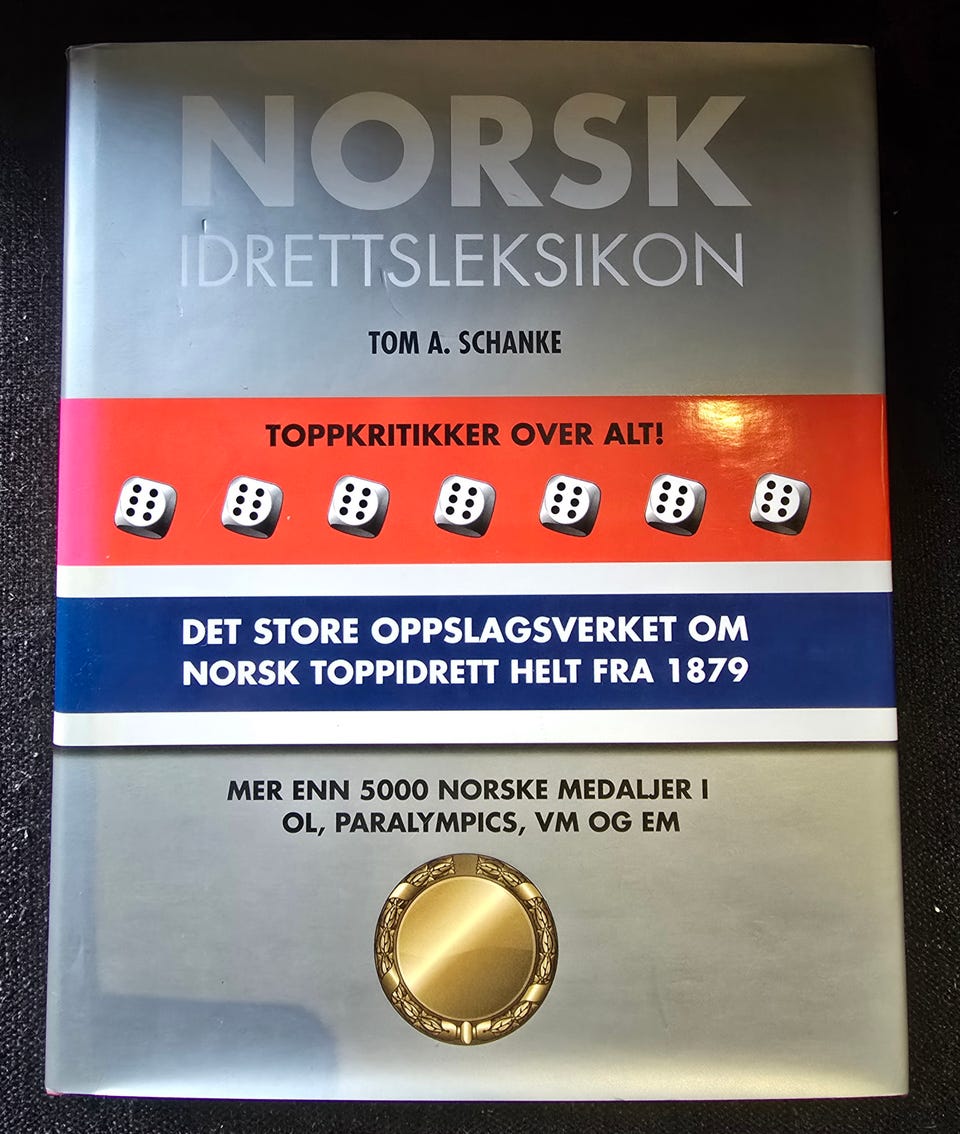 NORSK
IDRETTSLEKSIKON
TOM A. SCHANKE
TOPPKRITIKKER OVER ALT!
DET STORE OPPSLAGSVERKET OM
NORSK TOPPIDRETT HELT FRA 1879
MER ENN 5000 NORSKE MEDALJER I
OL, PARALYMPICS, VM OG EM